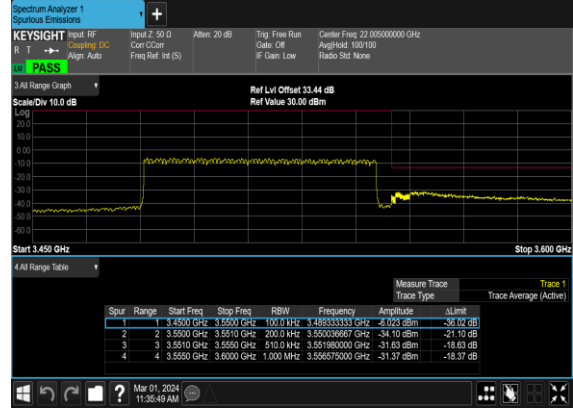 Spectrum Analyzer 1
Spurious Emissions
KEYSIGHT Input: RF Input Z: 50 Ω Atten: 20 dB Trig: Free Run Center Freq: 22.005000000 GHz
R T Coupling: DC Corr CCorr Gate: Off Avg|Hold: 100/100
Align: Auto Freq Ref: Int (S) IF Gain: Low Radio Std: None
LW PASS
3 All Range Graph
Ref Lvl Offset 33.44 dB
Scale/Div 10.0 dB Ref Value 30.00 dBm
Log
20.0
10.0
0.00
-10.0
-20.0
-30.0
-40.0
-50.0
-60.0
Start 3.450 GHz Stop 3.600 GHz
4 All Range Table
Measure Trace Trace 1
Trace Type Trace Average (Active)
Spur Range Start Freq Stop Freq RBW Frequency Amplitude ΔLimit
1 1 3.4500 GHz 3.5500 GHz 100.0 kHz 3.489333333 GHz -6.023 dBm -36.02 dB
2 2 3.5500 GHz 3.5510 GHz 200.0 kHz 3.550036667 GHz -34.10 dBm -21.10 dB
3 3 3.5510 GHz 3.5550 GHz 510.0 kHz 3.551980000 GHz -31.63 dBm -18.63 dB
4 4 3.5550 GHz 3.6000 GHz 1.000 MHz 3.556575000 GHz -31.37 dBm -18.37 dB
Mar 01, 2024
11:35:49 AM